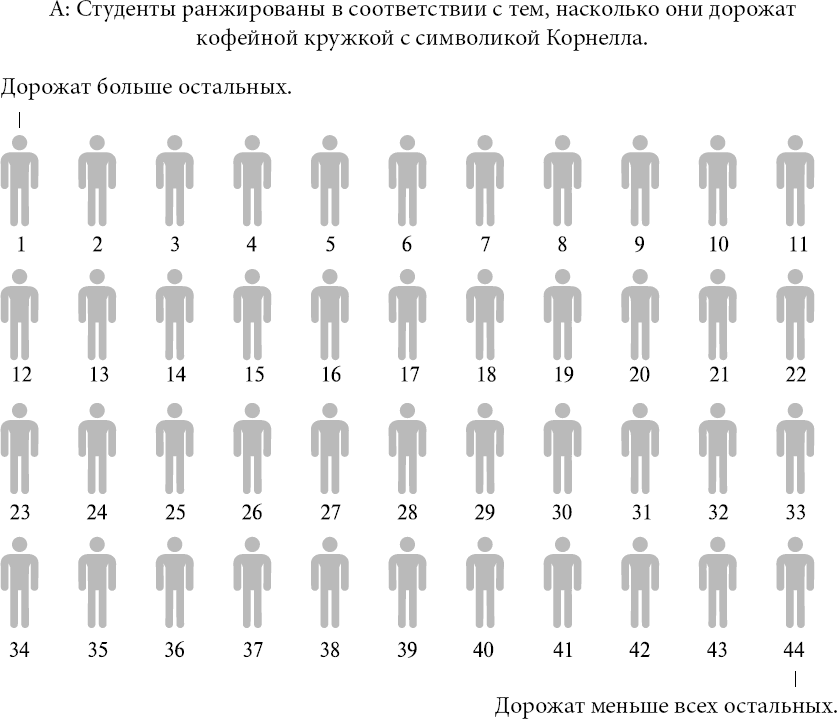 А: Студенты ранжированы в соответствии с тем, насколько они дорожат
кофейной кружкой с символикой Корнелла.
Дорожат больше остальных.
1 2 3 4 5 6 7 8 9 10 11
12 13 14 15 16 17 18 19 20 21 22
23 24 25 26 27 28 29 30 31 32 33
34 35 36 37 38 39 40 41 42 43 44
Дорожат меньше всех остальных.